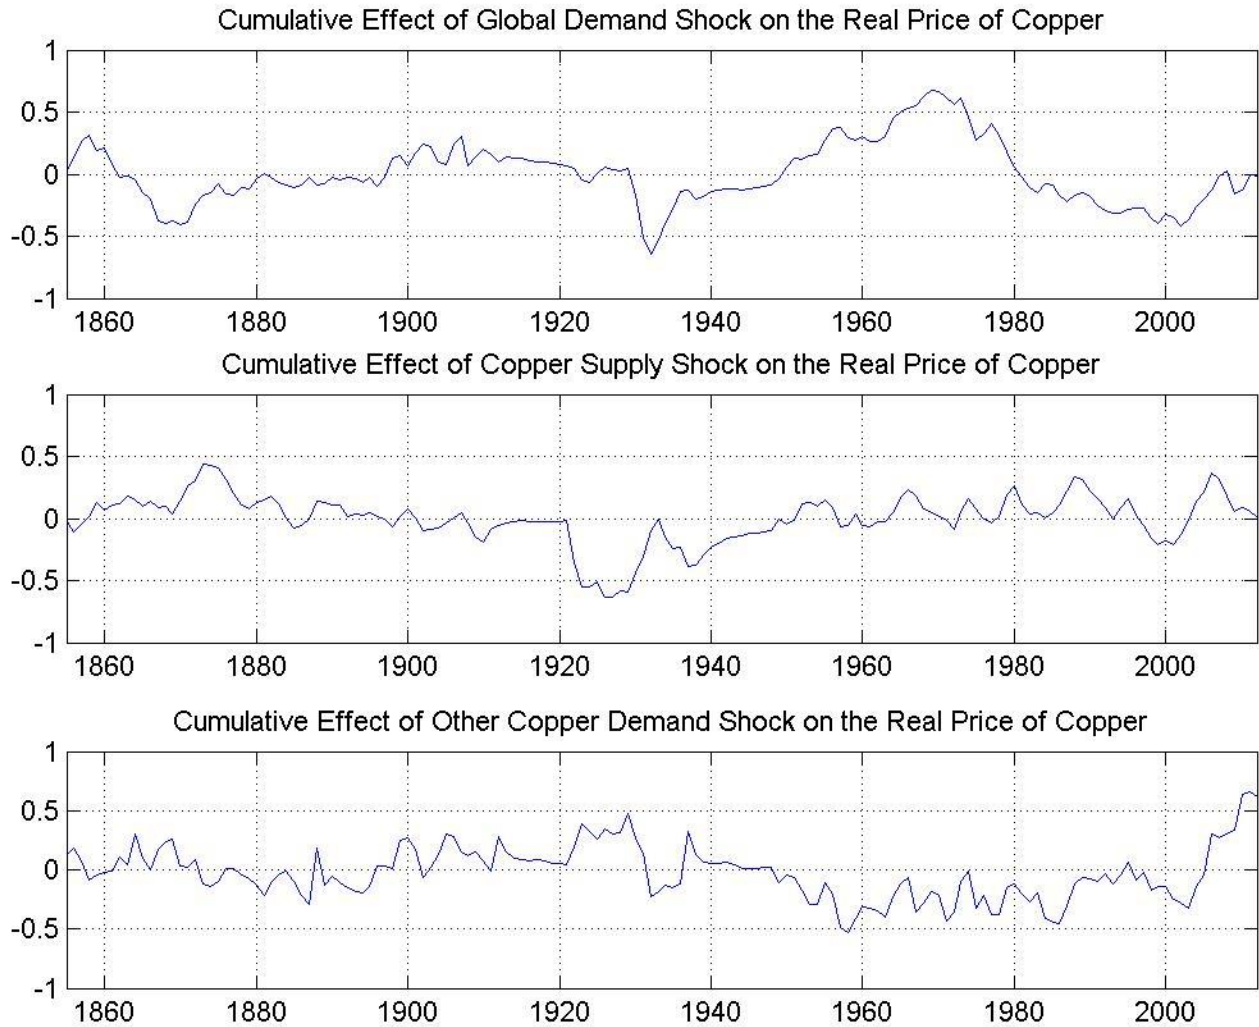 Cumulative Effect of Global Demand Shock on the Real Price of Copper
1
0.5
0
-0.5
-1
1860 1880 1900 1920 1940 1960 1980 2000
Cumulative Effect of Copper Supply Shock on the Real Price of Copper
1
0.5
0
-0.5
-1
1860 1880 1900 1920 1940 1960 1980 2000
Cumulative Effect of Other Copper Demand Shock on the Real Price of Copper
1
0.5
0
-0.5
-1
1860 1880 1900 1920 1940 1960 1980 2000